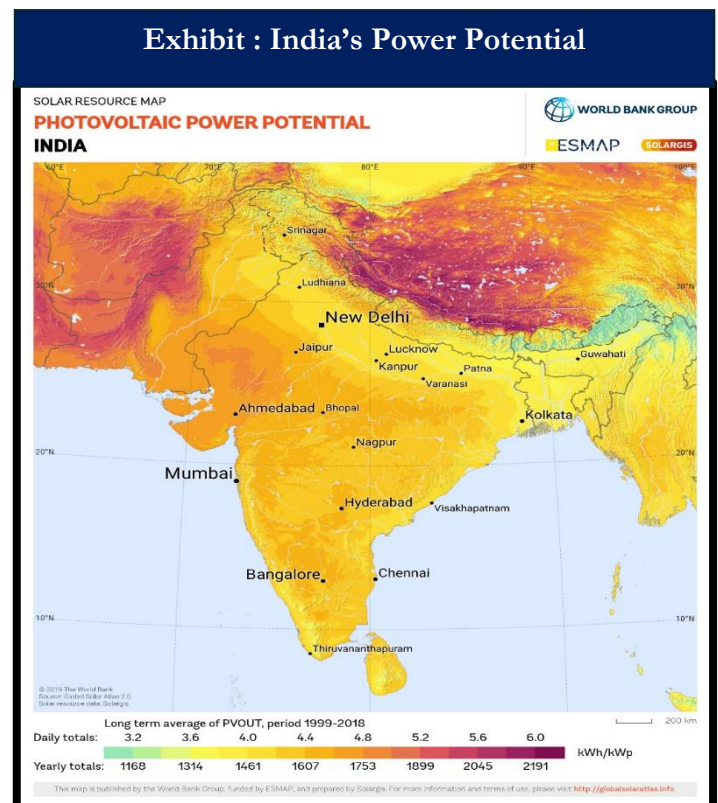 Exhibit : India's Power Potential
SOLAR RESOURCE MAP
PHOTOVOLTAIC POWER POTENTIAL
INDIA
WORLD BANK GROUP
ESMAP
SOLARGIS
60°E 70°E 80°E 90°E 100°E
Srinagar
30°N
Ludhiana
30°N
New Delhi
Jaipur
Lucknow
Kanpur
Guwahati
Patna
Varanasi
Ahmedabad
Bhopal
Kolkata
Nagpur
20°N
20°N
Mumbai
Hyderabad
Visakhapatnam
Bangalore
Chennai
10°N
10°N
Thiruvananthapuram
© 2019 The World Bank
Source: Global Solar Atlas 2.0
Solar resource data: Solargis
200 km
Long term average of PVOUT, period 1999-2018
Daily totals: 3.2 3.6 4.0 4.4 4.8 5.2 5.6 6.0
kWh/kWp
Yearly totals: 1168 1314 1461 1607 1753 1899 2045 2191
This map is published by the World Bank Group, funded by ESMAP, and prepared by Solargis. For more information and terms of use, please visit http://globalsolaratlas.info.